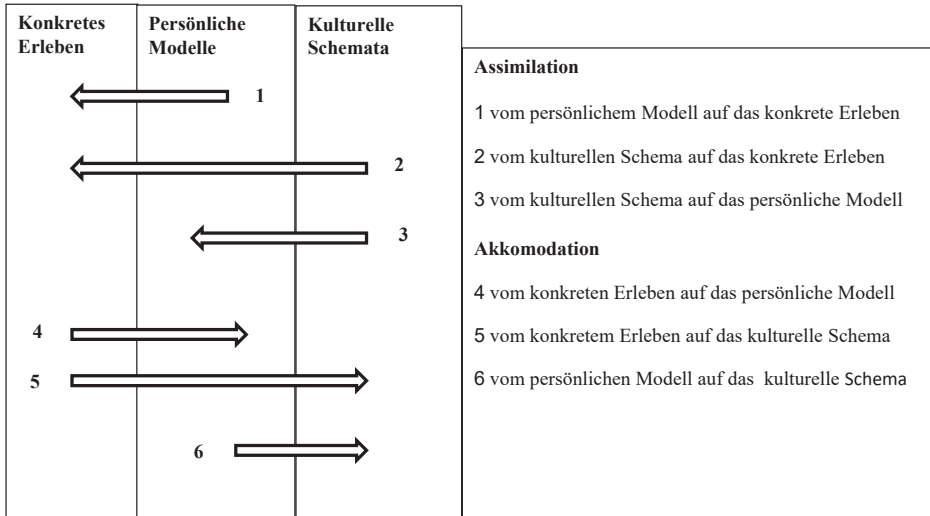 Konkretes
Erleben
Persönliche
Modelle
Kulturelle
Schemata
1
2
3
4
5
6
Assimilation
1 vom persönlichem Modell auf das konkrete Erleben
2 vom kulturellen Schema auf das konkrete Erleben
3 vom kulturellen Schema auf das persönliche Modell
Akkomodation
4 vom konkreten Erleben auf das persönliche Modell
5 vom konkretem Erleben auf das kulturelle Schema
6 vom persönlichen Modell auf das kulturelle Schema